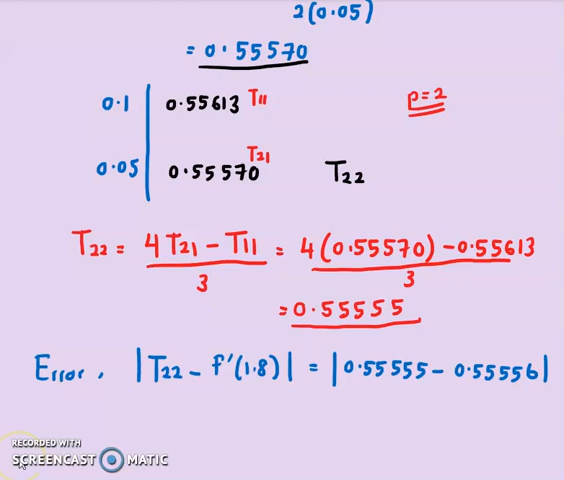 2(0.05)
= 0.55570
0.1 0.55613 T11 p=2
0.05 0.55570 T21 T22
T22 = 4T21 - T11 / 3 = 4(0.55570) - 0.55613 / 3
= 0.55555
Error, |T22 - f'(1.8)| = |0.55555 - 0.55556|
RECORDED WITH
SCREENCAST MATIC